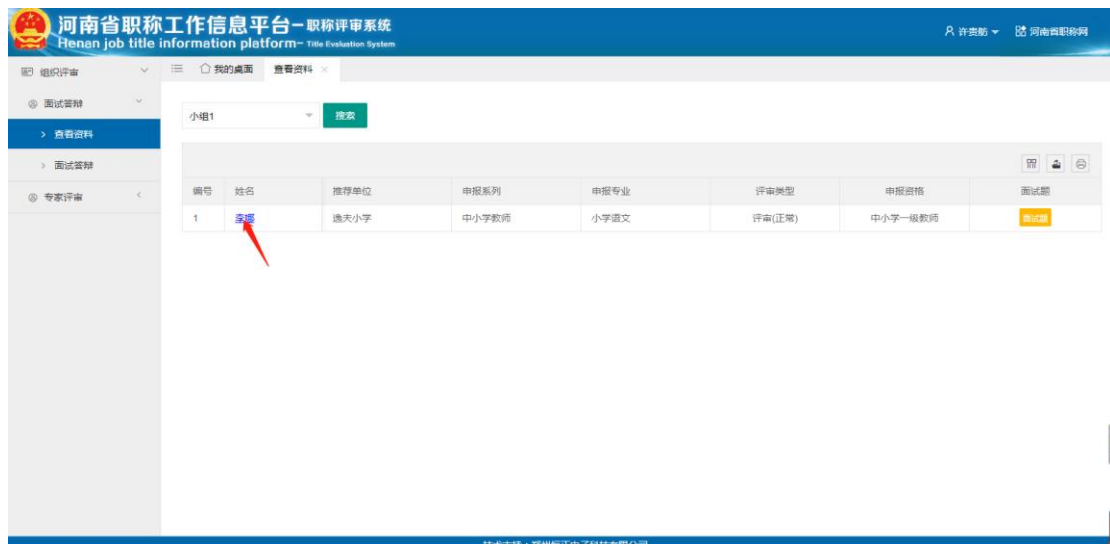 河南省职称工作信息平台-职称评审系统
Henan job title information platform- Title Evaluation System
河南省职称网
组织评审
我的桌面 查看资料 ×
面试答辩
小组1 搜索
查看资料
面试答辩
专家评审
编号 姓名 推荐单位 申报系列 申报专业 评审类型 申报资格 面试题
1 李娜 逸夫小学 中小学教师 小学语文 评审(正常) 中小学一级教师 面试题